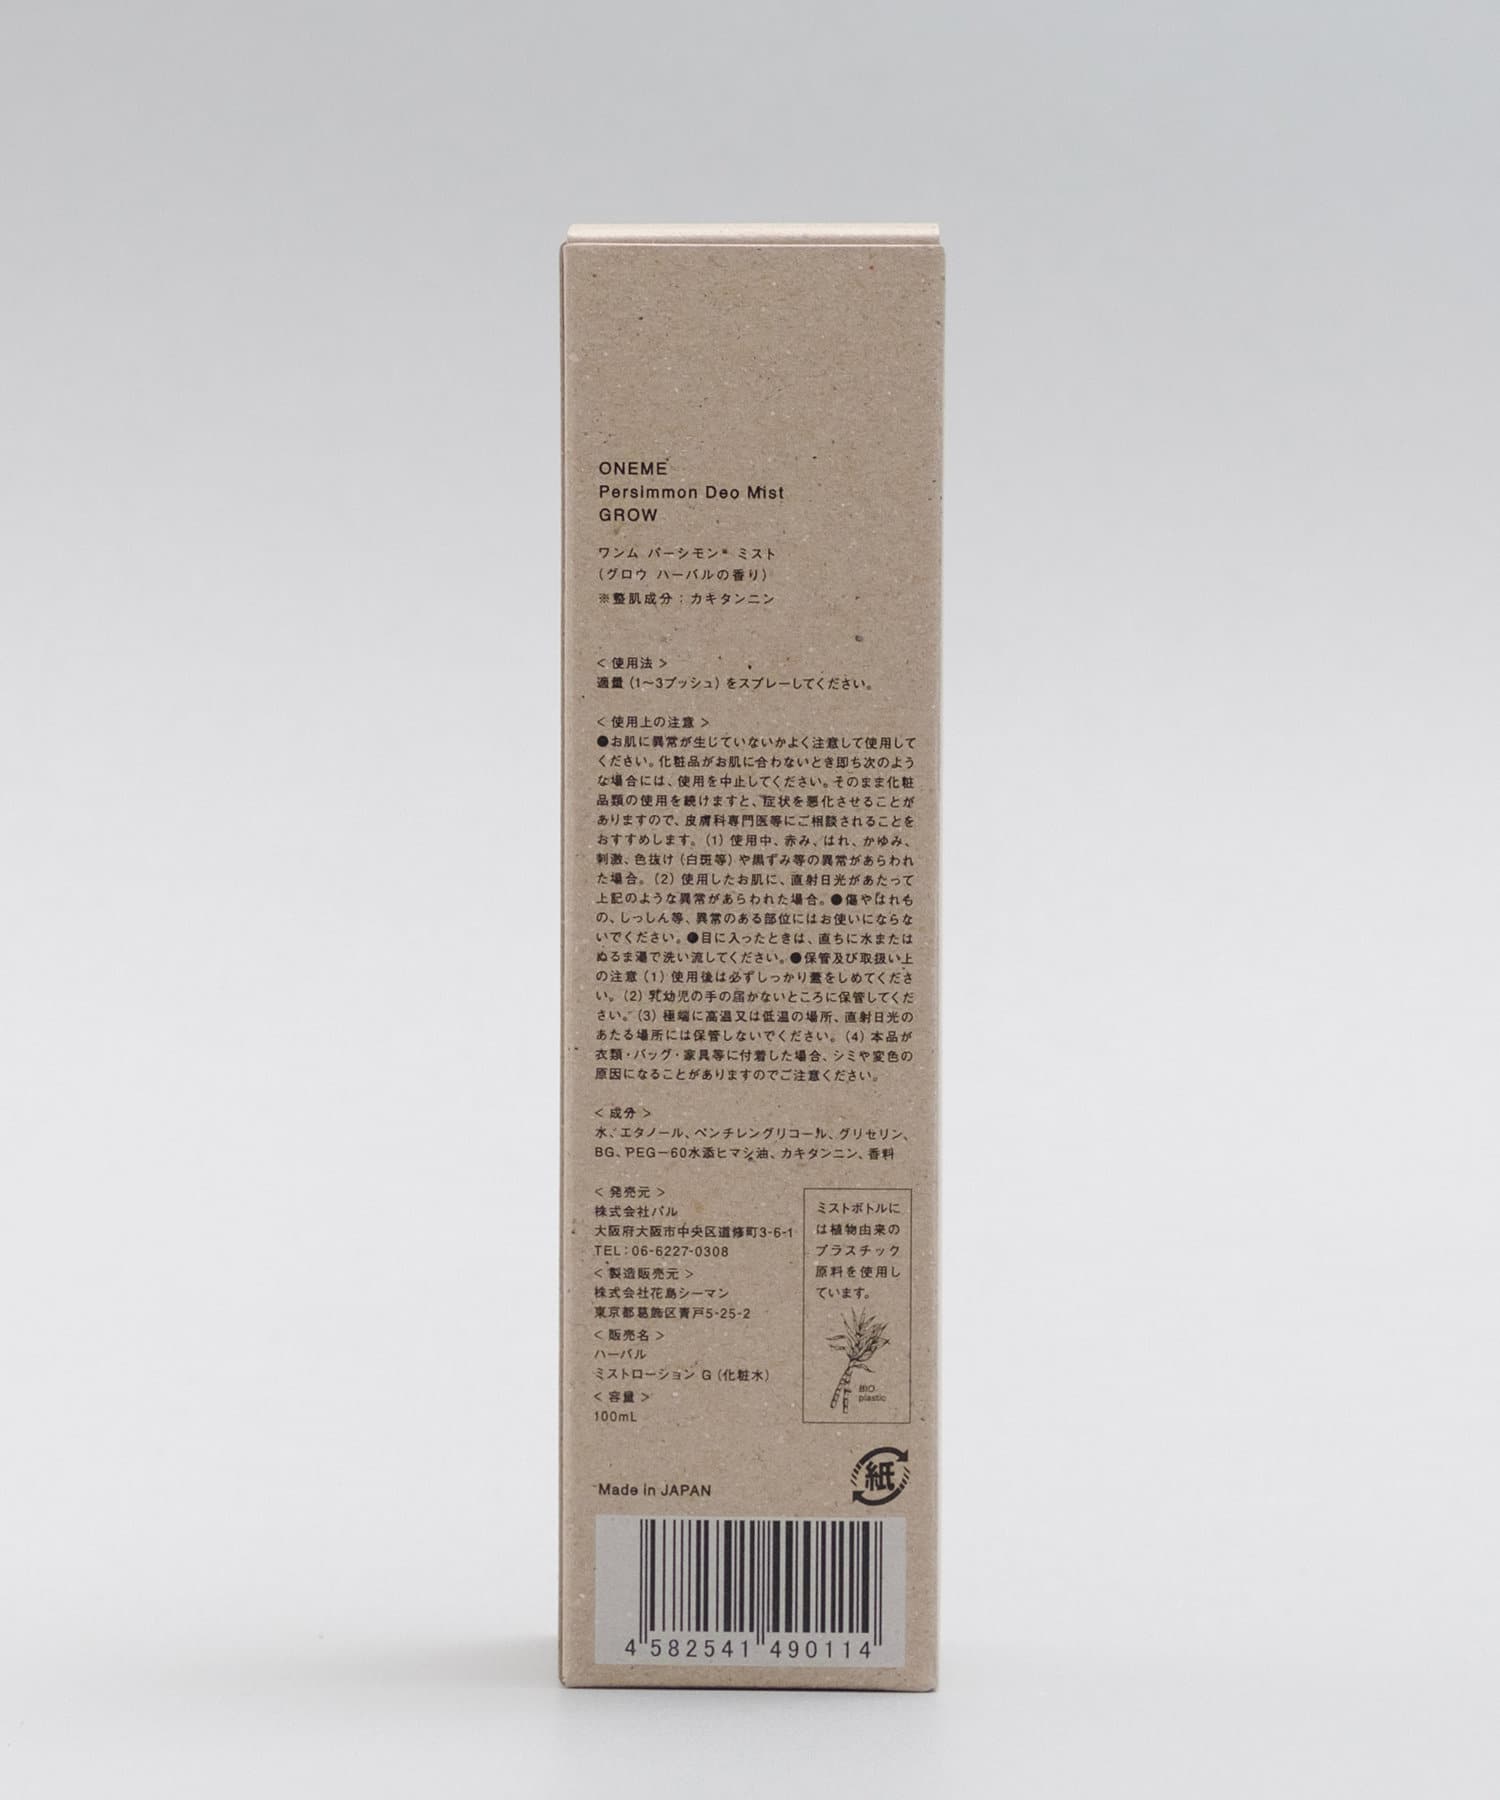 ONEME
Persimmon Deo Mist
GROW
ワンム パーシモン※ ミスト
(グロウ ハーバルの香り)
※整肌成分：カキタンニン
< 使用法 >
適量 (1〜3プッシュ) をスプレーしてください。
< 使用上の注意 >
●お肌に異常が生じていないかよく注意して使用して
ください。化粧品がお肌に合わないとき即ち次のよう
な場合には、使用を中止してください。そのまま化粧
品類の使用を続けますと、症状を悪化させることが
ありますので、皮膚科専門医等にご相談されることを
おすすめします。(1) 使用中、赤み、はれ、かゆみ、
刺激、色抜け (白斑等) や黒ずみ等の異常があらわれ
た場合。(2) 使用したお肌に、直射日光があたって
上記のような異常があらわれた場合。●傷やはれも
の、しっしん等、異常のある部位にはお使いにならな
いでください。●目に入ったときは、直ちに水または
ぬるま湯で洗い流してください。●保管及び取扱い上
の注意 (1) 使用後は必ずしっかり蓋をしめてくださ
い。(2) 乳幼児の手の届かないところに保管してくだ
さい。(3) 極端に高温又は低温の場所、直射日光の
あたる場所には保管しないでください。(4) 本品が
衣類・バッグ・家具等に付着した場合、シミや変色の
原因になることがありますのでご注意ください。
< 成分 >
水、エタノール、ペンチレングリコール、グリセリン、
BG、PEG－60水添ヒマシ油、カキタンニン、香料
< 発売元 >
株式会社パル
大阪府大阪市中央区道修町3-6-1
TEL：06-6227-0308
< 製造販売元 >
株式会社花島シーマン
東京都葛飾区青戸5-25-2
< 販売名 >
ハーバル
ミストローション G (化粧水)
< 容量 >
100mL
ミストボトルに
は植物由来の
プラスチック
原料を使用し
ています。
BIO
plastic
紙
Made in JAPAN
4 582541 490114